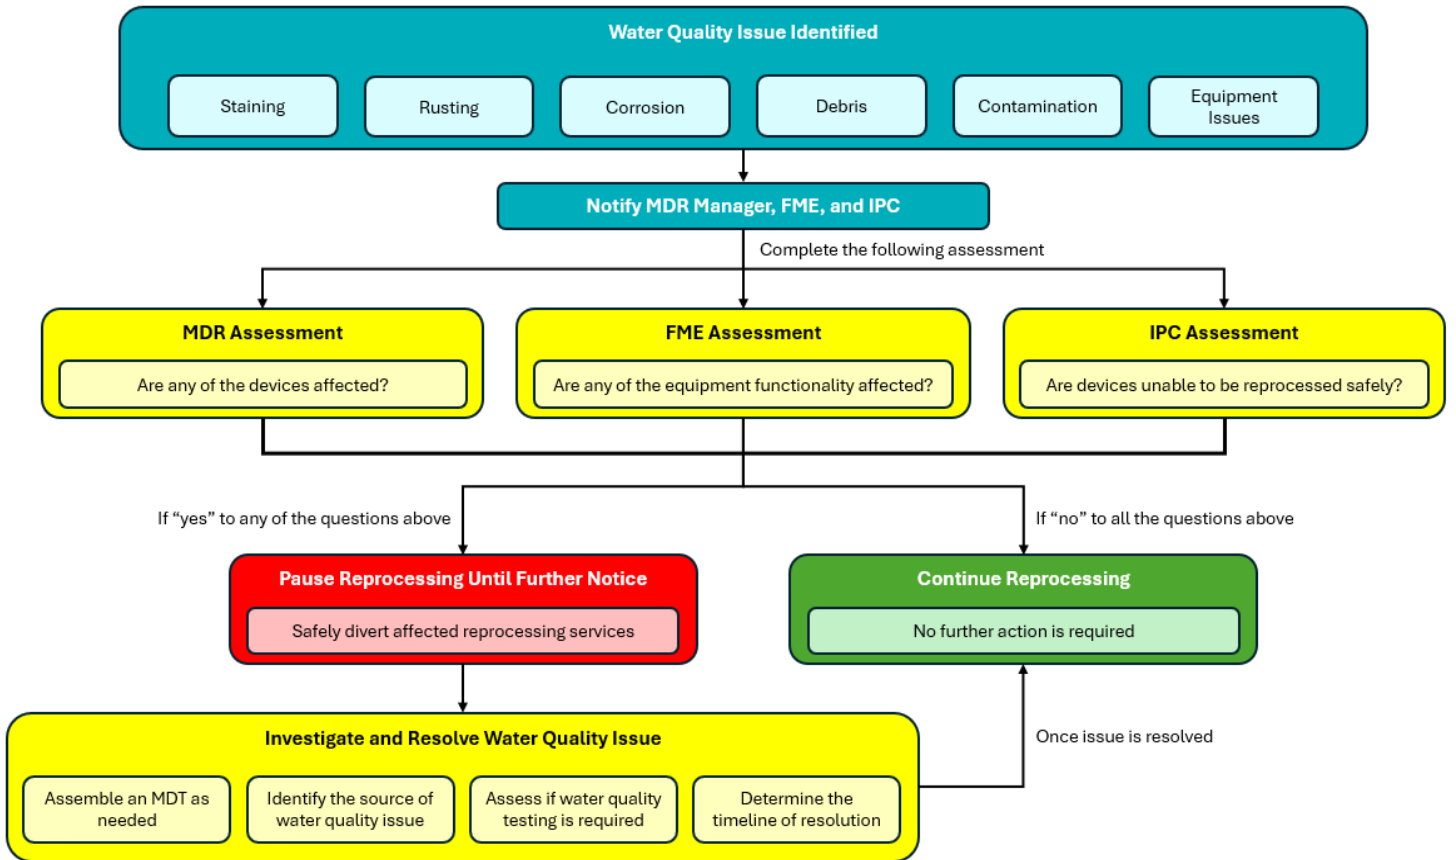 Water Quality Issue Identified
Staining
Rusting
Corrosion
Debris
Contamination
Equipment
Issues
Notify MDR Manager, FME, and IPC
Complete the following assessment
MDR Assessment
Are any of the devices affected?
FME Assessment
Are any of the equipment functionality affected?
IPC Assessment
Are devices unable to be reprocessed safely?
If “yes” to any of the questions above
If “no” to all the questions above
Pause Reprocessing Until Further Notice
Safely divert affected reprocessing services
Continue Reprocessing
No further action is required
Investigate and Resolve Water Quality Issue
Assemble an MDT as
needed
Identify the source of
water quality issue
Assess if water quality
testing is required
Determine the
timeline of resolution
Once issue is resolved